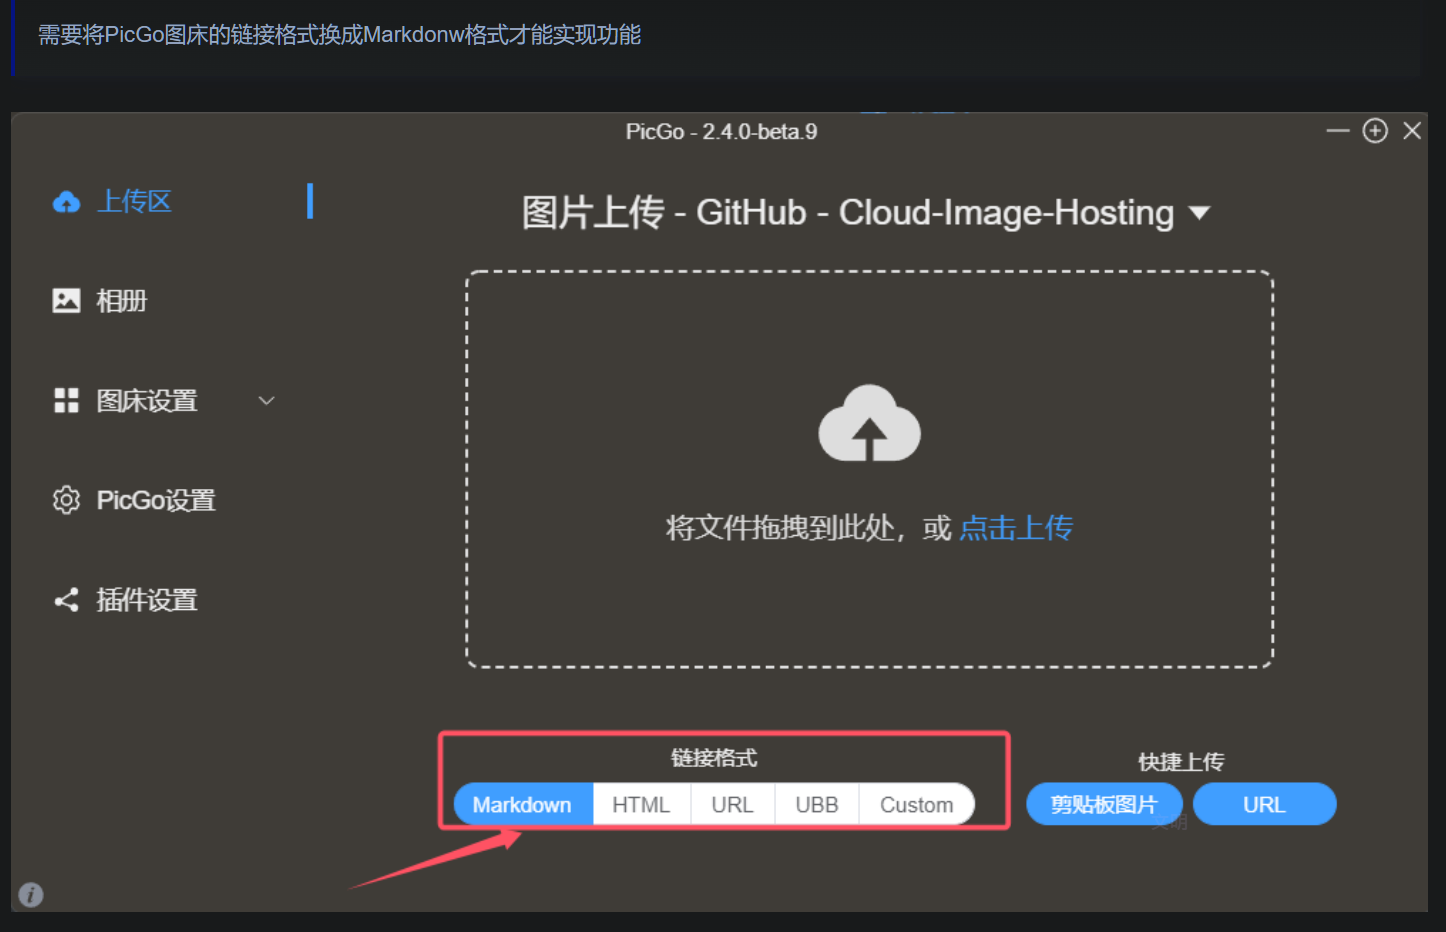 需要将PicGo图床的链接格式换成Markdonw格式才能实现功能
PicGo - 2.4.0-beta.9
上传区
图片上传 - GitHub - Cloud-Image-Hosting
相册
图床设置
PicGo设置
插件设置
将文件拖拽到此处，或 点击上传
链接格式
快捷上传
Markdown HTML URL UBB Custom
剪贴板图片 URL
文明